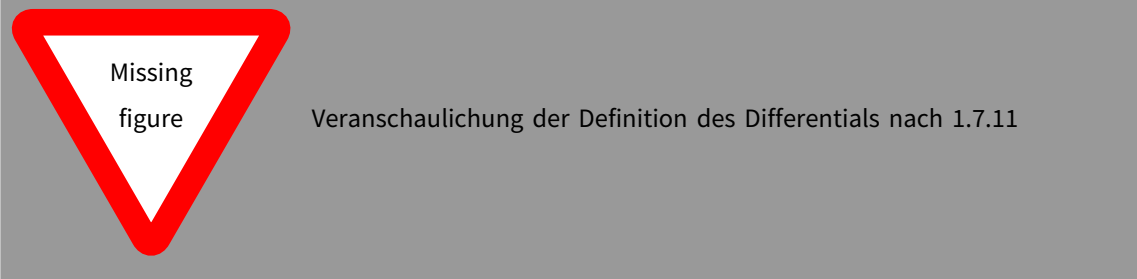 Missing
figure
Veranschaulichung der Definition des Differentials nach 1.7.11